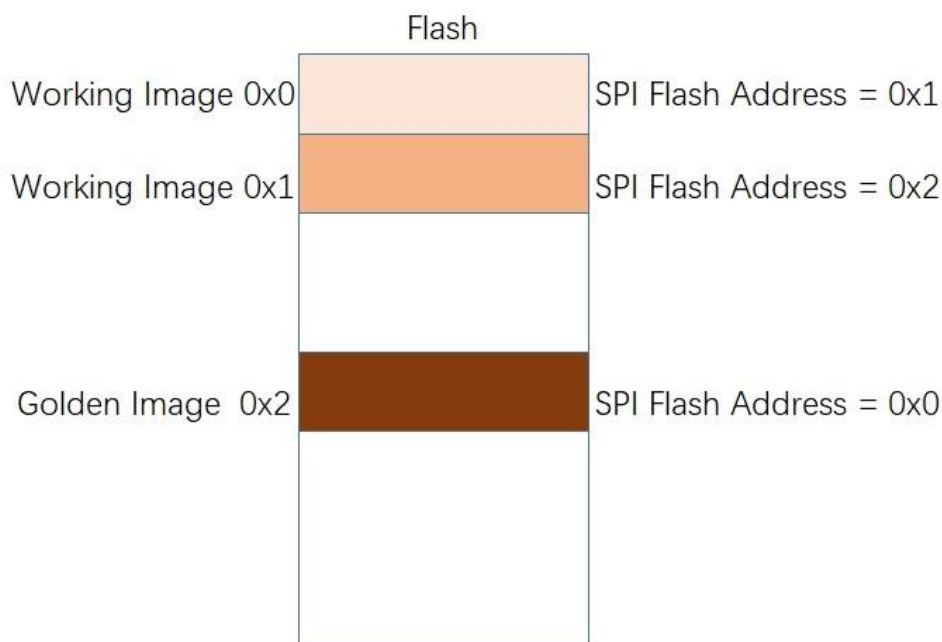 Flash
Working Image 0x0 SPI Flash Address = 0x1
Working Image 0x1 SPI Flash Address = 0x2
Golden Image 0x2 SPI Flash Address = 0x0